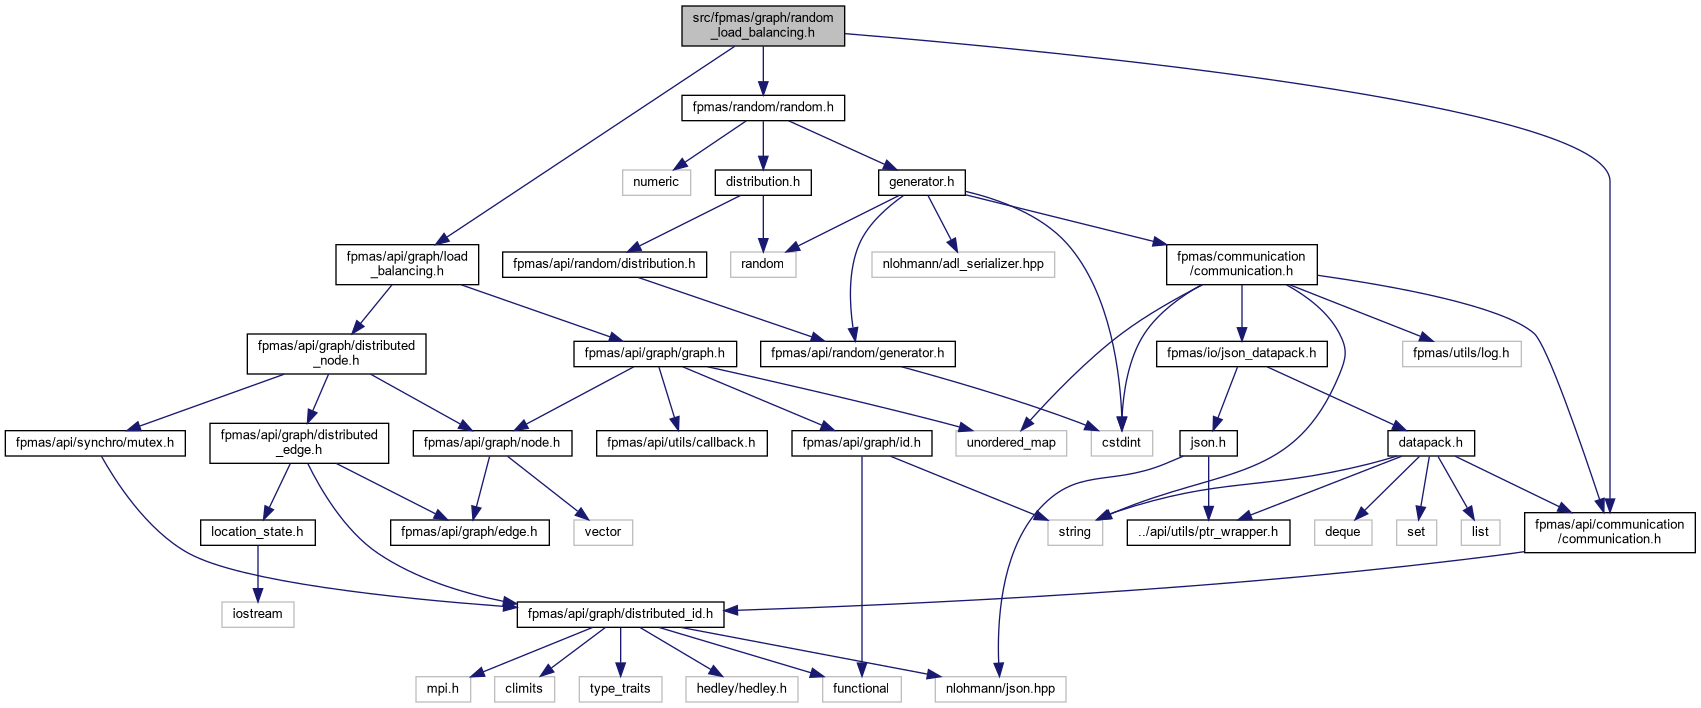 src/fpmas/graph/random
_load_balancing.h
fpmas/random/random.h
numeric
distribution.h
generator.h
fpmas/api/graph/load
_balancing.h
fpmas/api/random/distribution.h
random
nlohmann/adl_serializer.hpp
fpmas/communication
/communication.h
fpmas/api/graph/distributed
_node.h
fpmas/api/graph/graph.h
fpmas/api/random/generator.h
fpmas/io/json_datapack.h
fpmas/utils/log.h
fpmas/api/synchro/mutex.h
fpmas/api/graph/distributed
_edge.h
fpmas/api/graph/node.h
fpmas/api/utils/callback.h
fpmas/api/graph/id.h
unordered_map
cstdint
json.h
datapack.h
location_state.h
fpmas/api/graph/edge.h
vector
string
../api/utils/ptr_wrapper.h
deque
set
list
fpmas/api/communication
/communication.h
iostream
fpmas/api/graph/distributed_id.h
mpi.h
climits
type_traits
hedley/hedley.h
functional
nlohmann/json.hpp